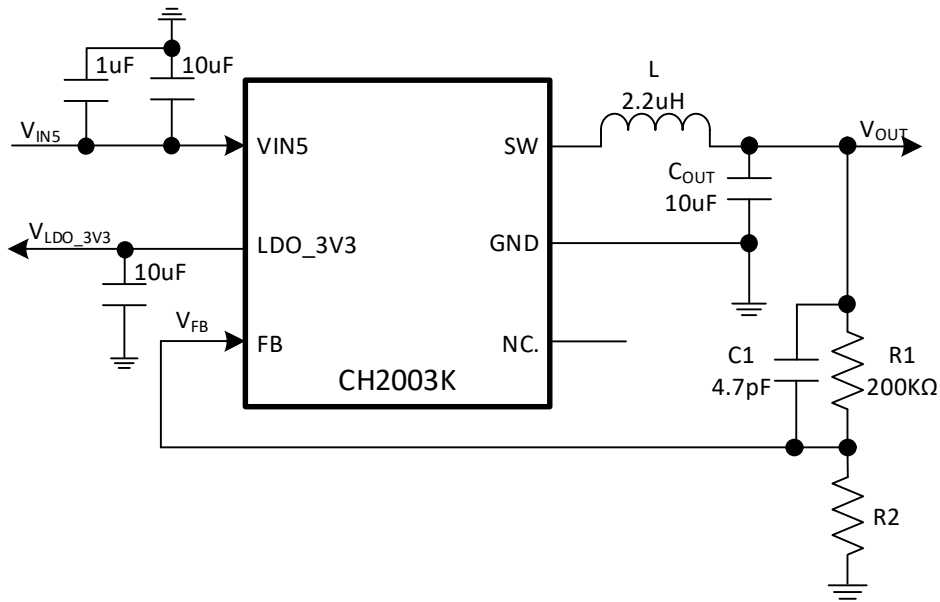 1uF
10uF
L
2.2uH
V_IN5
VIN5
SW
V_OUT
C_OUT
10uF
V_LDO_3V3
LDO_3V3
GND
10uF
V_FB
FB
NC.
CH2003K
C1
4.7pF
R1
200KΩ
R2